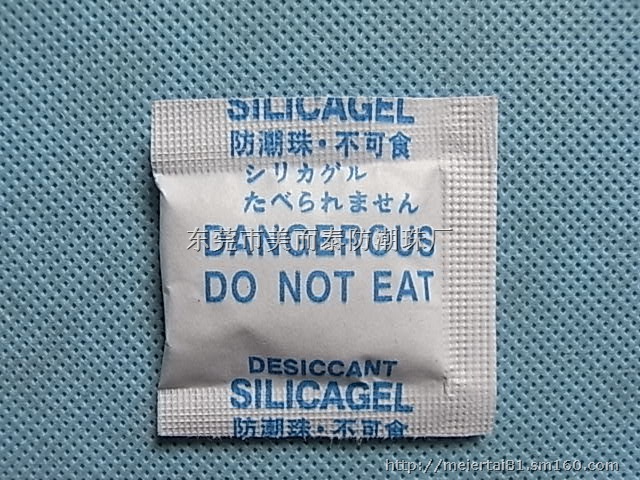 SILICAGEL
防潮珠·不可食
シリカゲル
たべられません
DANGEROUS
东莞市美而泰防潮珠厂
DO NOT EAT
DESICCANT
SILICAGEL
防潮珠·不可食
http://meiertai81.sm160.com/